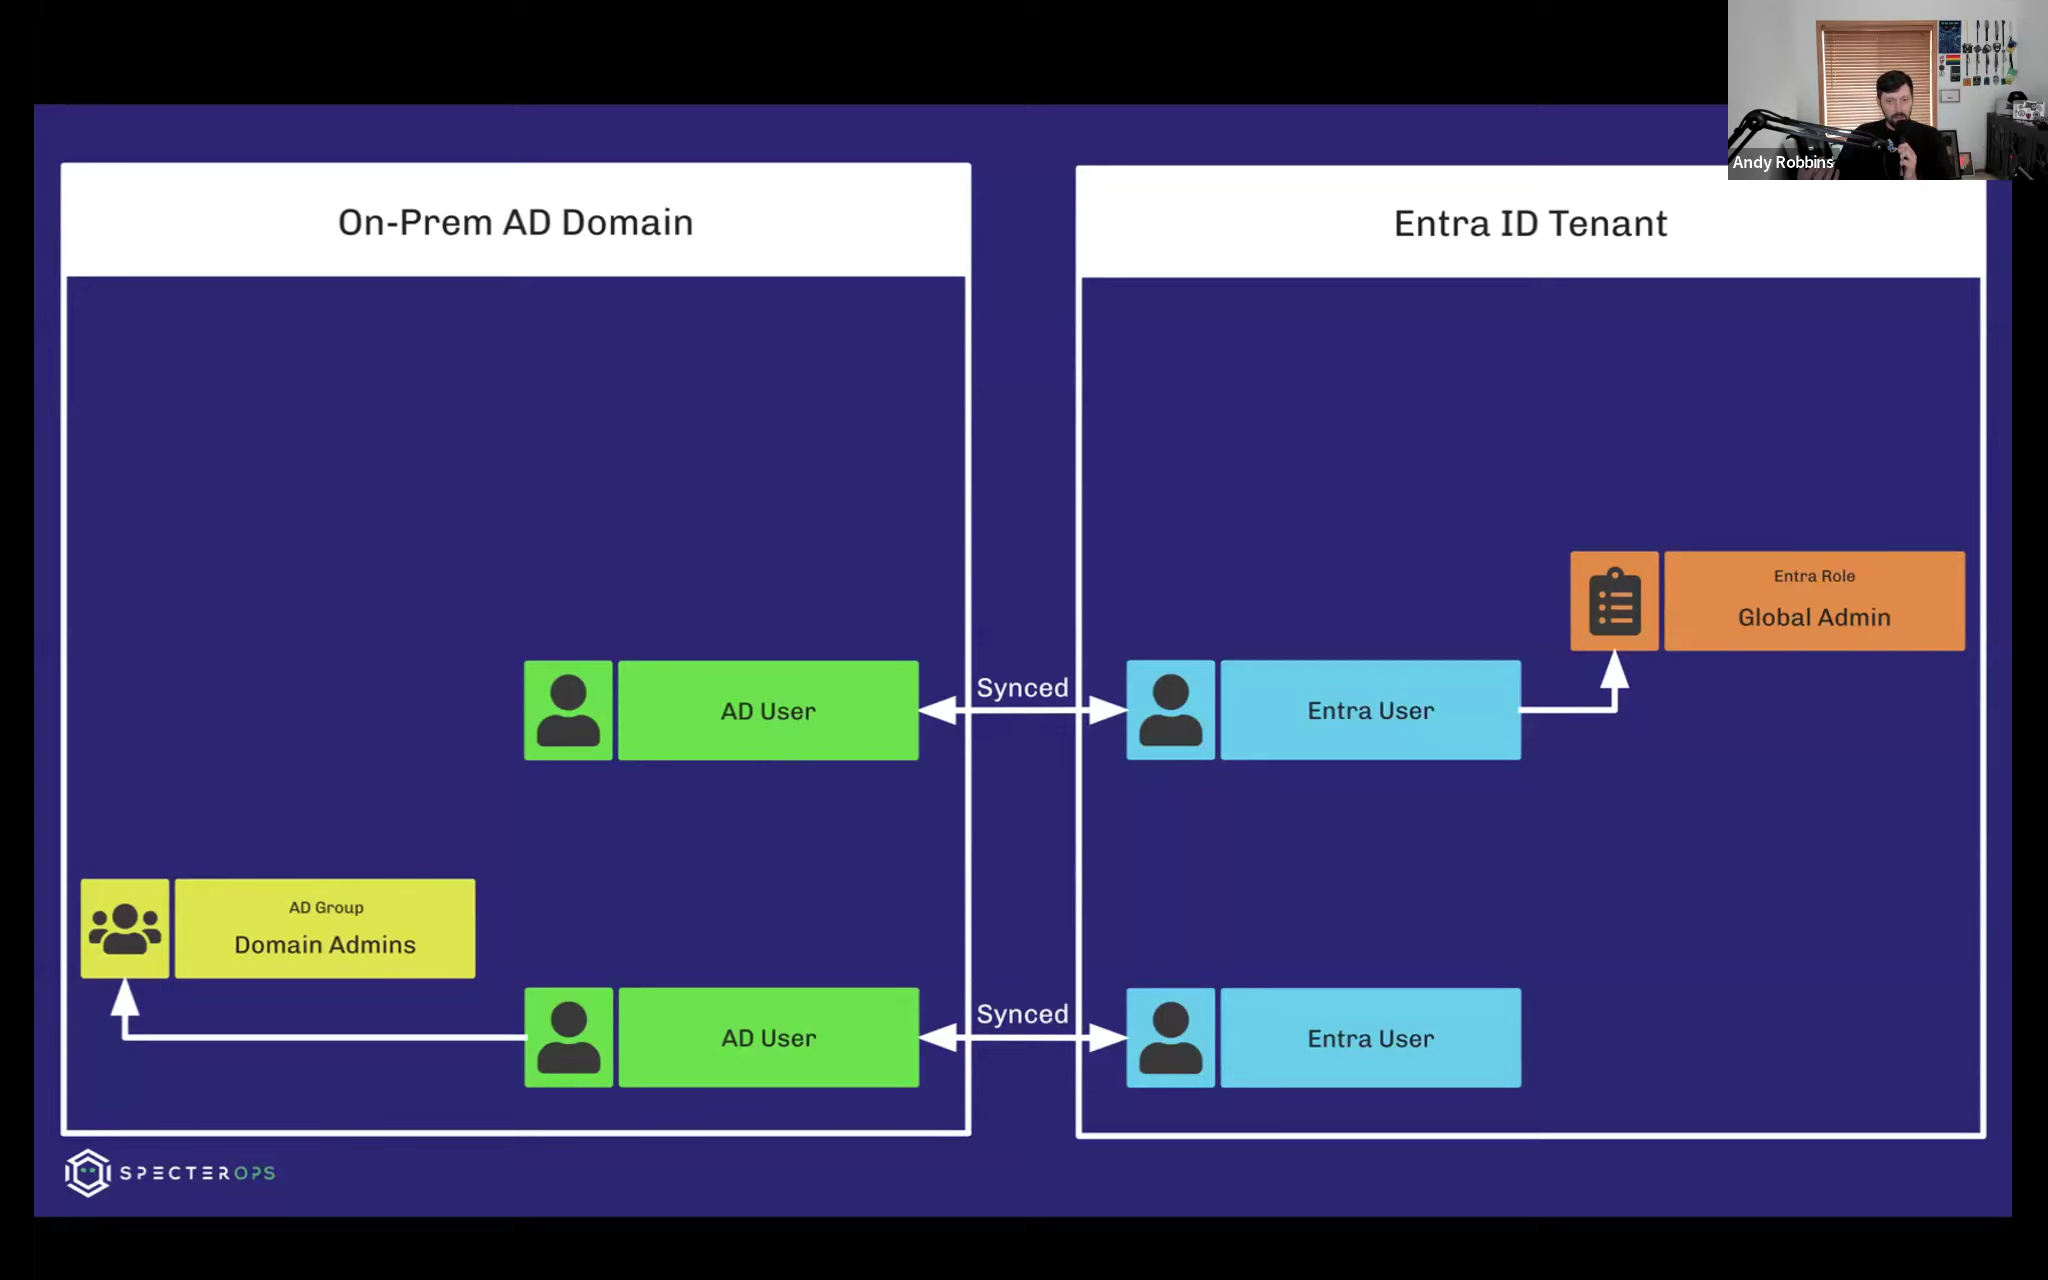 Andy Robbins
On-Prem AD Domain
Entra ID Tenant
Entra Role
Global Admin
AD User
Synced
Entra User
AD Group
Domain Admins
AD User
Synced
Entra User
SPECTEROPS